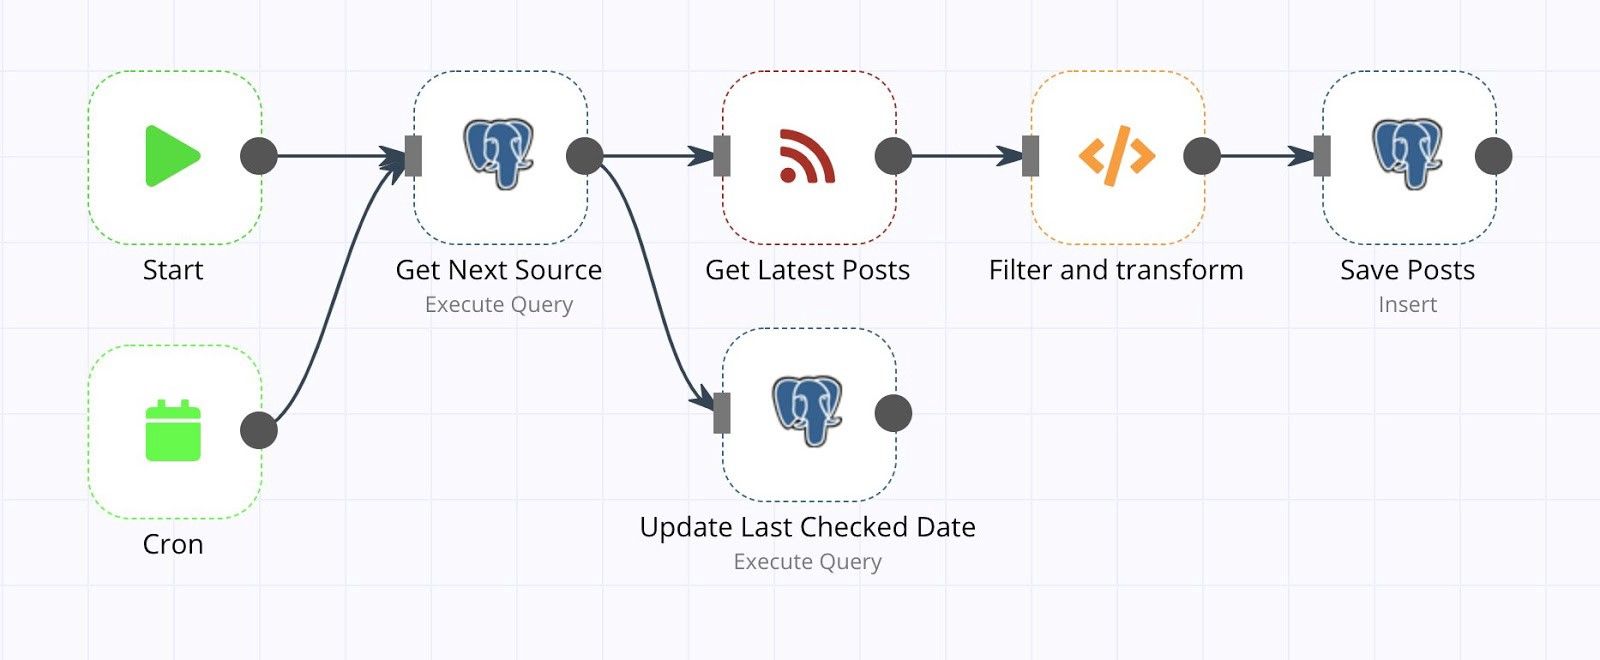 Start
Get Next Source
Execute Query
Get Latest Posts
Filter and transform
Save Posts
Insert
Cron
Update Last Checked Date
Execute Query